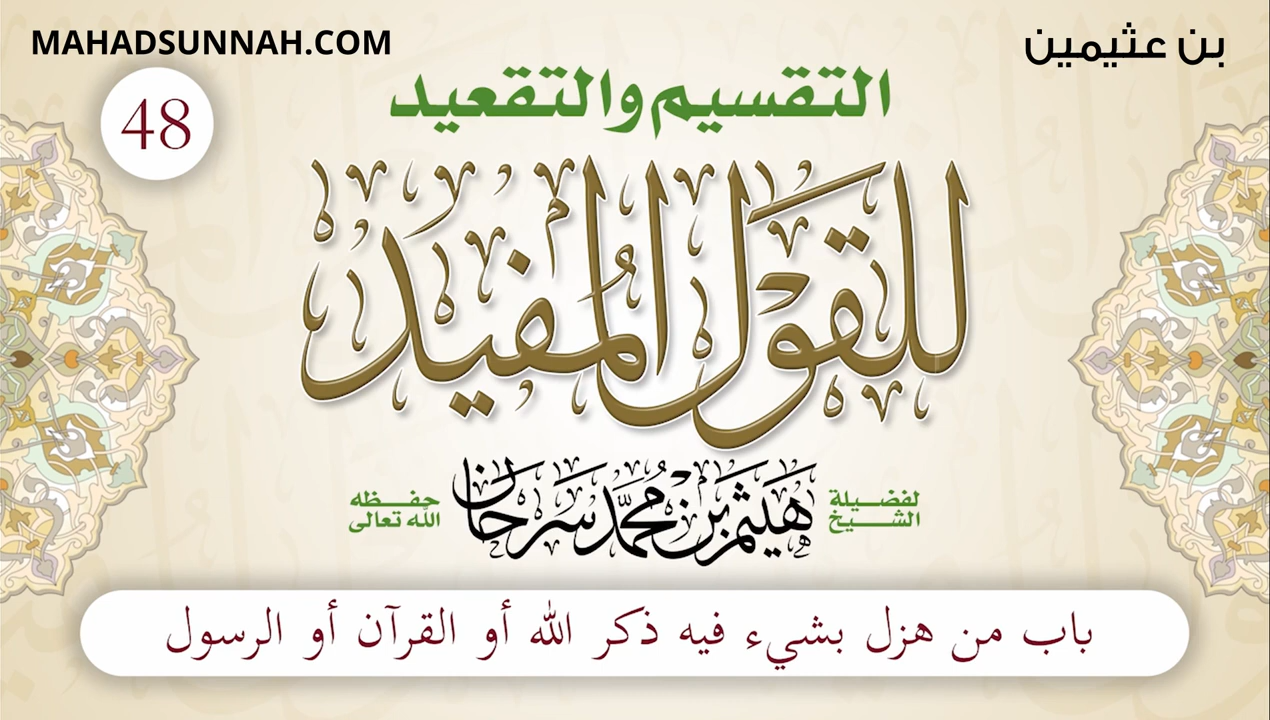 MAHADSUNNAH.COM
بن عثيمين
48
التقسيم والتقعيد
للقول المفيد
لفضيلة الشيخ
هيثم بن محمد سرحان
حفظه الله تعالى
باب من هزل بشيء فيه ذكر الله أو القرآن أو الرسول